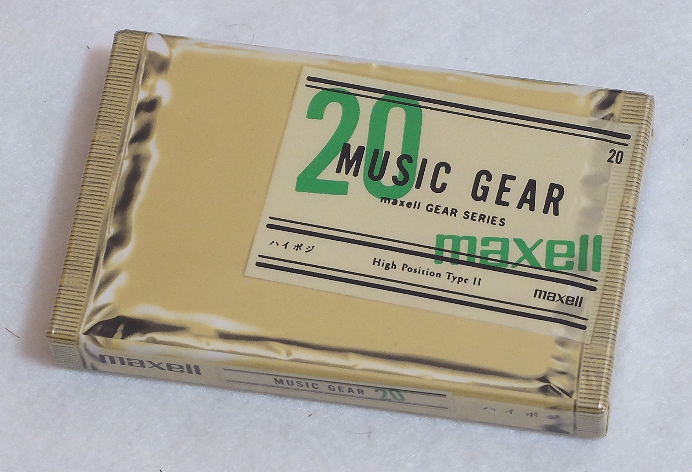 20
20
MUSIC GEAR
maxell GEAR SERIES
maxell
ハイポジ
High Position Type II
maxell
maxell
MUSIC GEAR 20
ハイポジ